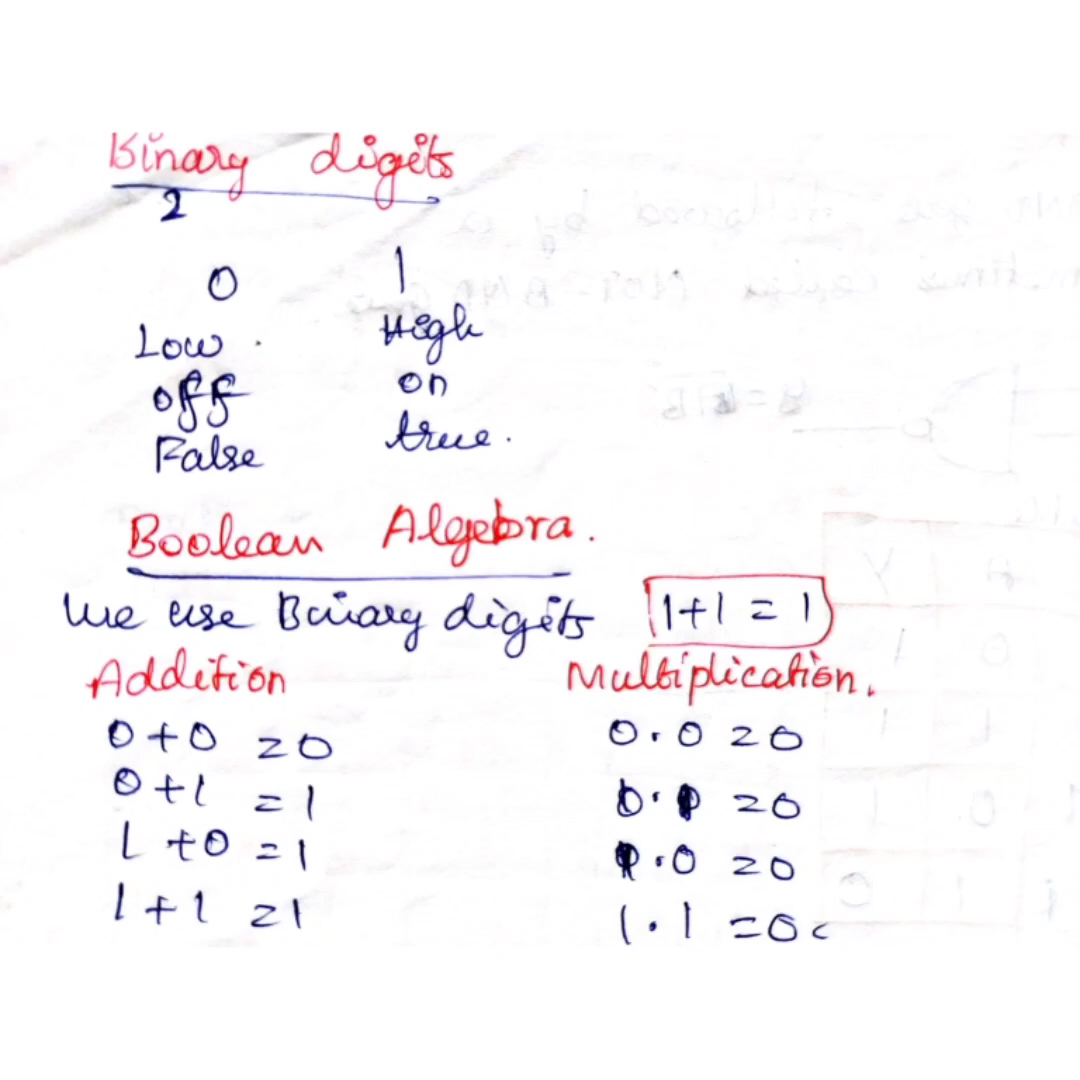 Binary digits
2
0 1
Low High
off on
False true.
Boolean Algebra.
We use Binary digits 1+1 = 1
Addition Multiplication.
0+0 =0 0.0 =0
0+1 =1 0.1 =0
1+0 =1 1.0 =0
1+1 =1 1.1 =0